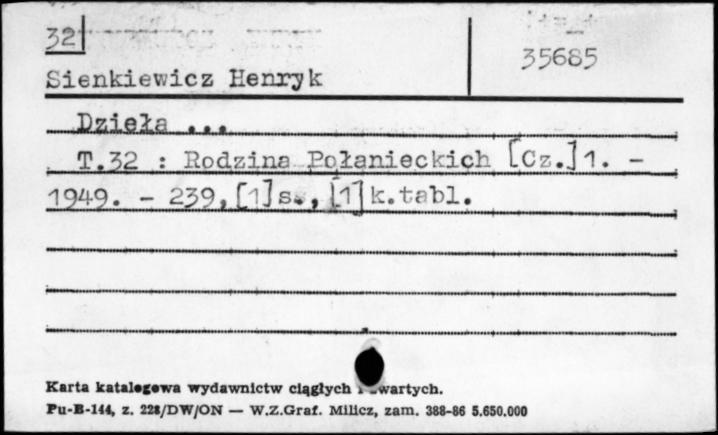 32
35685
Sienkiewicz Henryk
Dzieła ...
T.32 : Rodzina Połanieckich [Cz.]1. -
1949. - 239,[1]s., [1]k.tabl.
Karta katalogowa wydawnictw ciągłych i zwartych.
Pu-B-144, z. 228/DW/ON — W.Z.Graf. Milicz, zam. 388-86 5.650.000